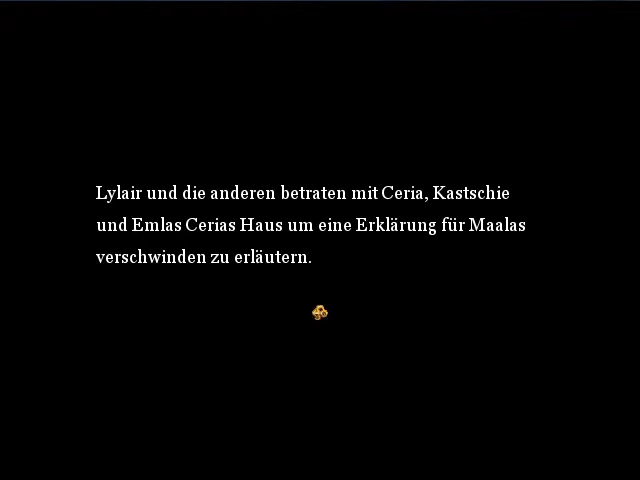 Lylair und die anderen betraten mit Ceria, Kastschie
und Emlas Cerias Haus um eine Erklärung für Maalas
verschwinden zu erläutern.